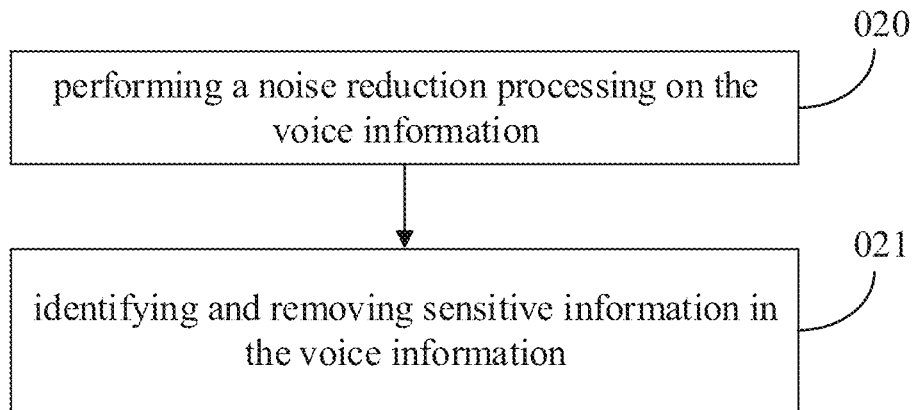 020
performing a noise reduction processing on the
voice information
021
identifying and removing sensitive information in
the voice information